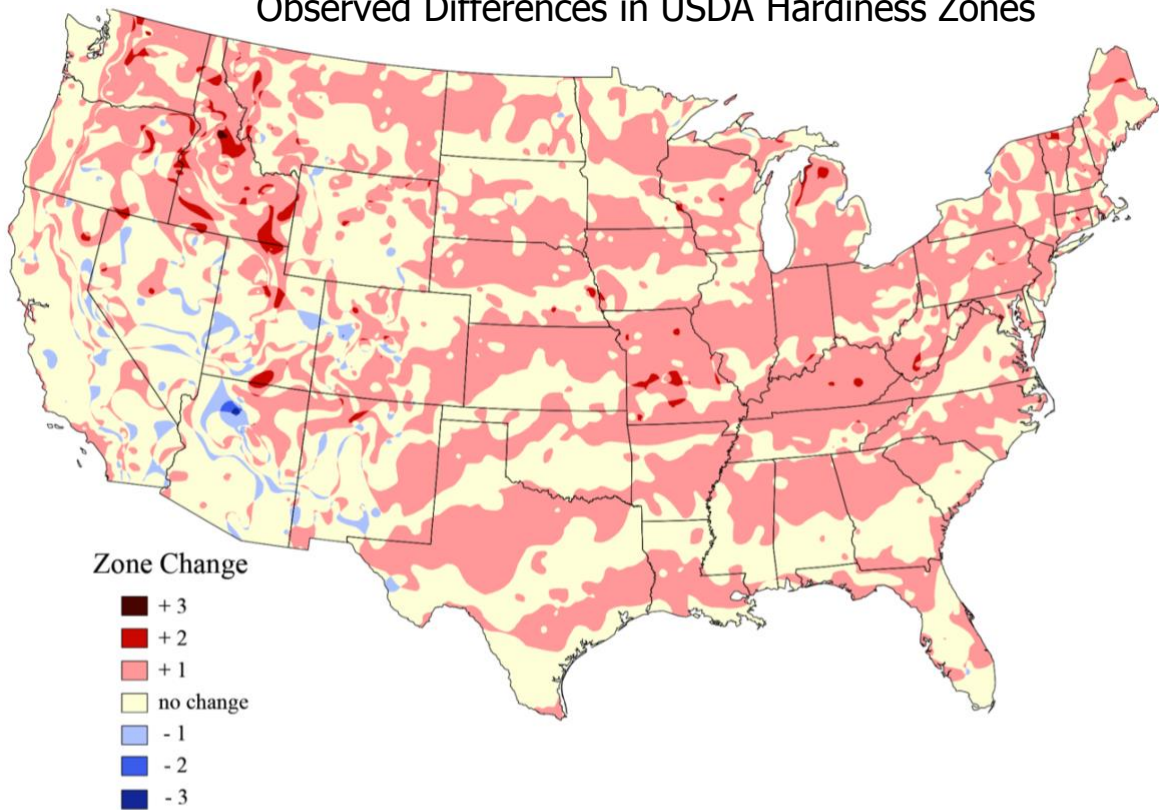 Observed Differences in USDA Hardiness Zones
Zone Change
+ 3
+ 2
+ 1
no change
- 1
- 2
- 3